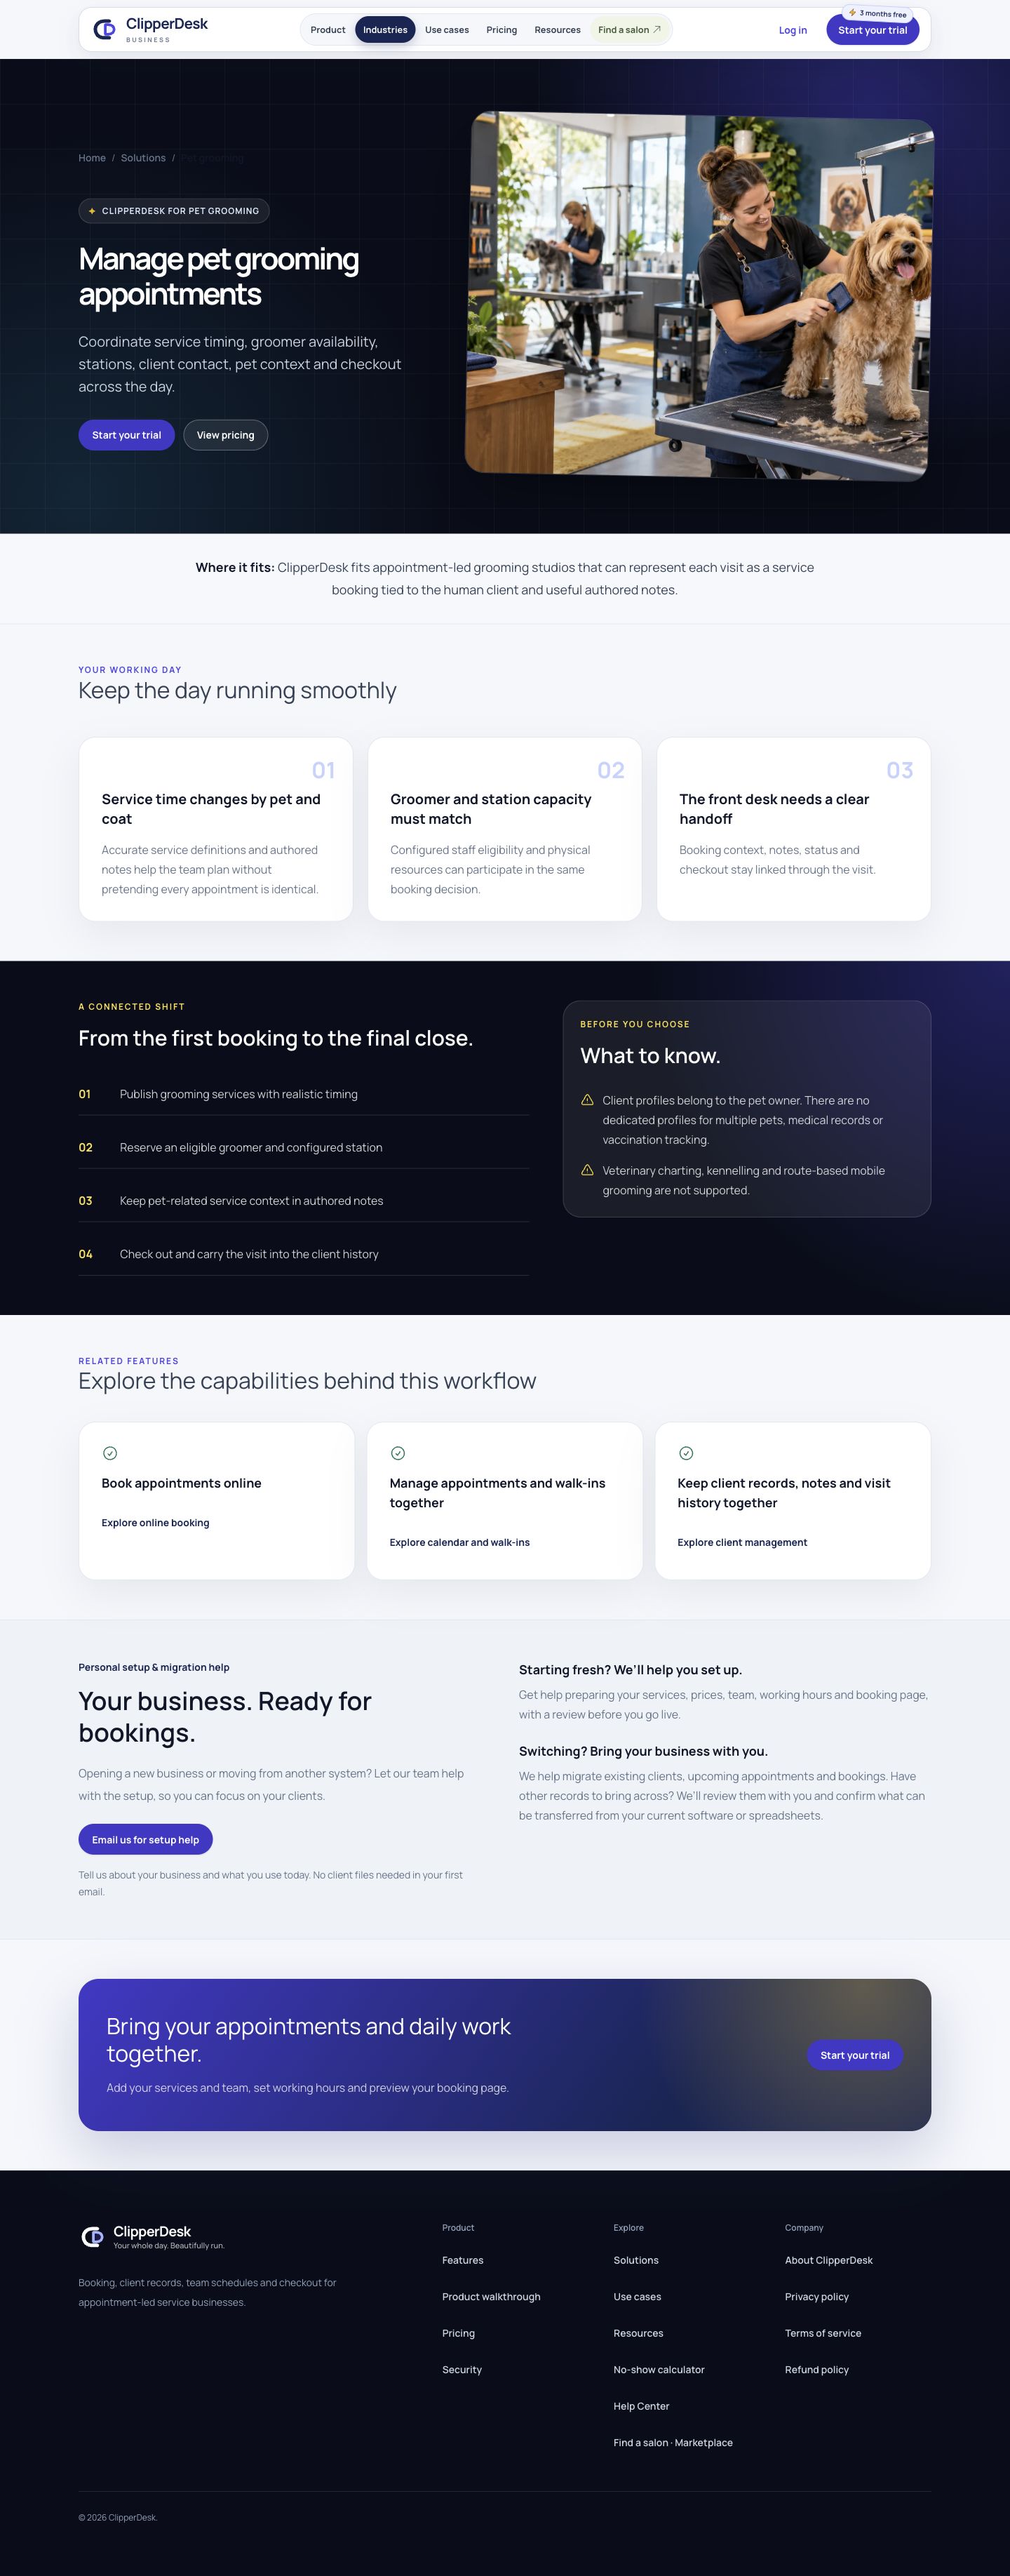 ClipperDesk
BUSINESS
Product
Industries
Use cases
Pricing
Resources
Find a salon
Log in
3 months free
Start your trial
Home / Solutions / Pet grooming
CLIPPERDESK FOR PET GROOMING
Manage pet grooming
appointments
Coordinate service timing, groomer availability,
stations, client contact, pet context and checkout
across the day.
Start your trial
View pricing
Where it fits: ClipperDesk fits appointment-led grooming studios that can represent each visit as a service
booking tied to the human client and useful authored notes.
YOUR WORKING DAY
Keep the day running smoothly
01
Service time changes by pet and
coat
Accurate service definitions and authored
notes help the team plan without
pretending every appointment is identical.
02
Groomer and station capacity
must match
Configured staff eligibility and physical
resources can participate in the same
booking decision.
03
The front desk needs a clear
handoff
Booking context, notes, status and
checkout stay linked through the visit.
A CONNECTED SHIFT
From the first booking to the final close.
01 Publish grooming services with realistic timing
02 Reserve an eligible groomer and configured station
03 Keep pet-related service context in authored notes
04 Check out and carry the visit into the client history
BEFORE YOU CHOOSE
What to know.
Client profiles belong to the pet owner. There are no
dedicated profiles for multiple pets, medical records or
vaccination tracking.
Veterinary charting, kennelling and route-based mobile
grooming are not supported.
RELATED FEATURES
Explore the capabilities behind this workflow
Book appointments online
Explore online booking
Manage appointments and walk-ins
together
Explore calendar and walk-ins
Keep client records, notes and visit
history together
Explore client management
Personal setup & migration help
Your business. Ready for
bookings.
Opening a new business or moving from another system? Let our team help
with the setup, so you can focus on your clients.
Email us for setup help
Tell us about your business and what you use today. No client files needed in your first
email.
Starting fresh? We'll help you set up.
Get help preparing your services, prices, team, working hours and booking page,
with a review before you go live.
Switching? Bring your business with you.
We help migrate existing clients, upcoming appointments and bookings. Have
other records to bring across? We'll review them with you and confirm what can
be transferred from your current software or spreadsheets.
Bring your appointments and daily work
together.
Add your services and team, set working hours and preview your booking page.
Start your trial
ClipperDesk
Your whole day. Beautifully run.
Booking, client records, team schedules and checkout for
appointment-led service businesses.
Product
Features
Product walkthrough
Pricing
Security
Explore
Solutions
Use cases
Resources
No-show calculator
Help Center
Find a salon · Marketplace
Company
About ClipperDesk
Privacy policy
Terms of service
Refund policy
© 2026 ClipperDesk.